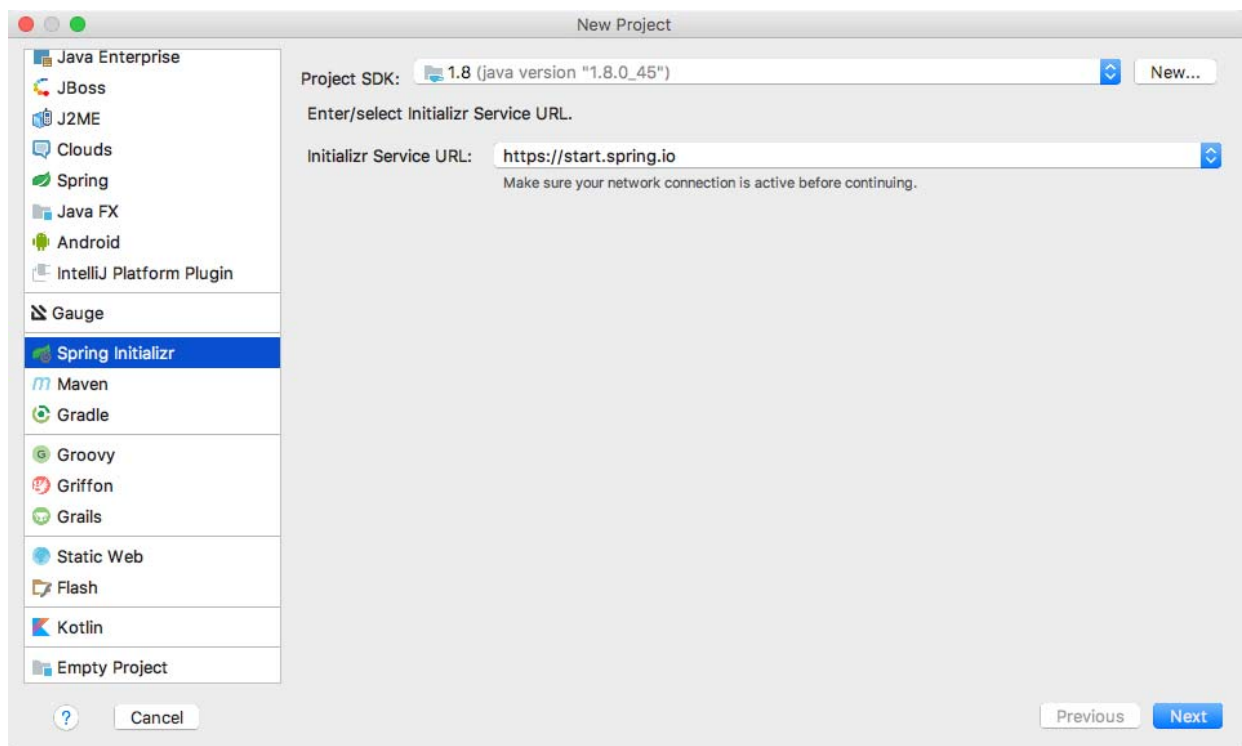 New Project
Java Enterprise
JBoss
J2ME
Clouds
Spring
Java FX
Android
IntelliJ Platform Plugin
Gauge
Spring Initializr
Maven
Gradle
Groovy
Griffon
Grails
Static Web
Flash
Kotlin
Empty Project
Project SDK: 1.8 (java version "1.8.0_45") New...
Enter/select Initializr Service URL.
Initializr Service URL: https://start.spring.io
Make sure your network connection is active before continuing.
? Cancel Previous Next